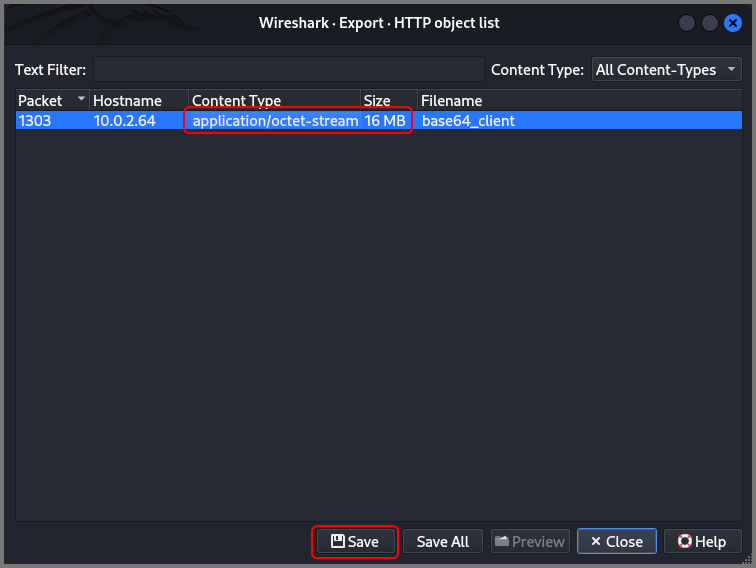 Wireshark · Export · HTTP object list
Text Filter: Content Type: All Content-Types
Packet Hostname Content Type Size Filename
1303 10.0.2.64 application/octet-stream 16 MB base64_client
Save Save All Preview Close Help